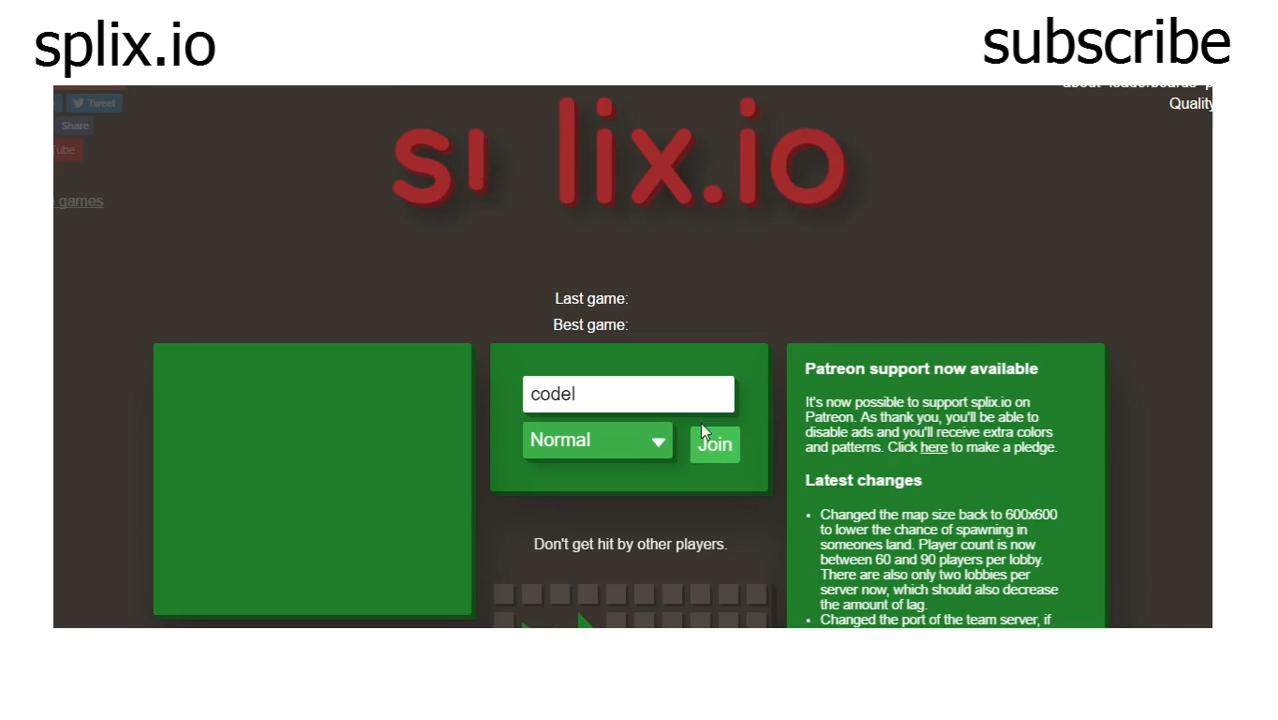 splix.io
subscribe
Tweet
Quality
Share
ube
games
s lix.io
Last game:
Best game:
codel
Normal
Join
Don't get hit by other players.
Patreon support now available
It's now possible to support splix.io on
Patreon. As thank you, you'll be able to
disable ads and you'll receive extra colors
and patterns. Click here to make a pledge.
Latest changes
• Changed the map size back to 600x600
to lower the chance of spawning in
someones land. Player count is now
between 60 and 90 players per lobby.
There are also only two lobbies per
server now, which should also decrease
the amount of lag.
• Changed the port of the team server, if